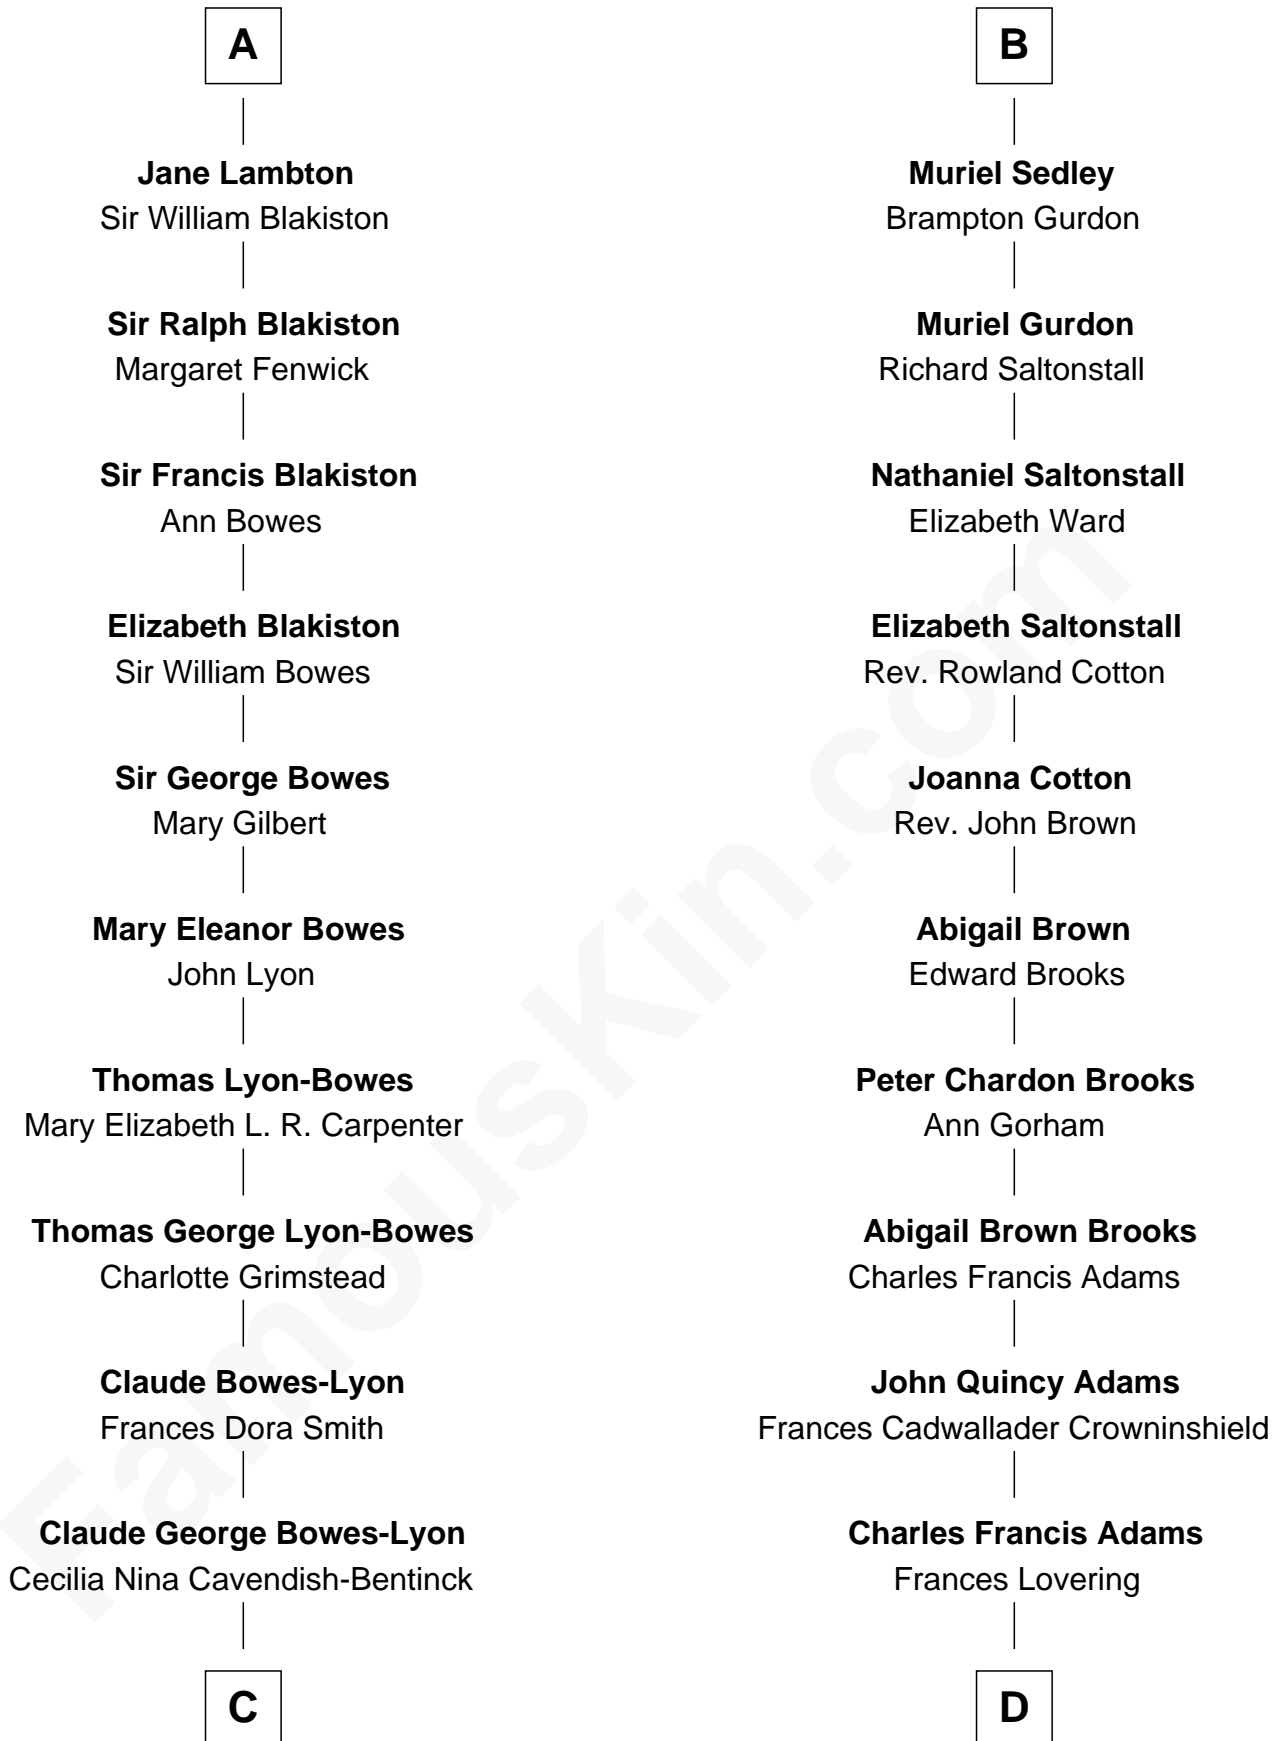 A
Jane Lambton
Sir William Blakiston
Sir Ralph Blakiston
Margaret Fenwick
Sir Francis Blakiston
Ann Bowes
Elizabeth Blakiston
Sir William Bowes
Sir George Bowes
Mary Gilbert
Mary Eleanor Bowes
John Lyon
Thomas Lyon-Bowes
Mary Elizabeth L. R. Carpenter
Thomas George Lyon-Bowes
Charlotte Grimstead
Claude Bowes-Lyon
Frances Dora Smith
Claude George Bowes-Lyon
Cecilia Nina Cavendish-Bentinck
C
B
Muriel Sedley
Brampton Gurdon
Muriel Gurdon
Richard Saltonstall
Nathaniel Saltonstall
Elizabeth Ward
Elizabeth Saltonstall
Rev. Rowland Cotton
Joanna Cotton
Rev. John Brown
Abigail Brown
Edward Brooks
Peter Chardon Brooks
Ann Gorham
Abigail Brown Brooks
Charles Francis Adams
John Quincy Adams
Frances Cadwallader Crowninshield
Charles Francis Adams
Frances Lovering
D
FamousKin.com